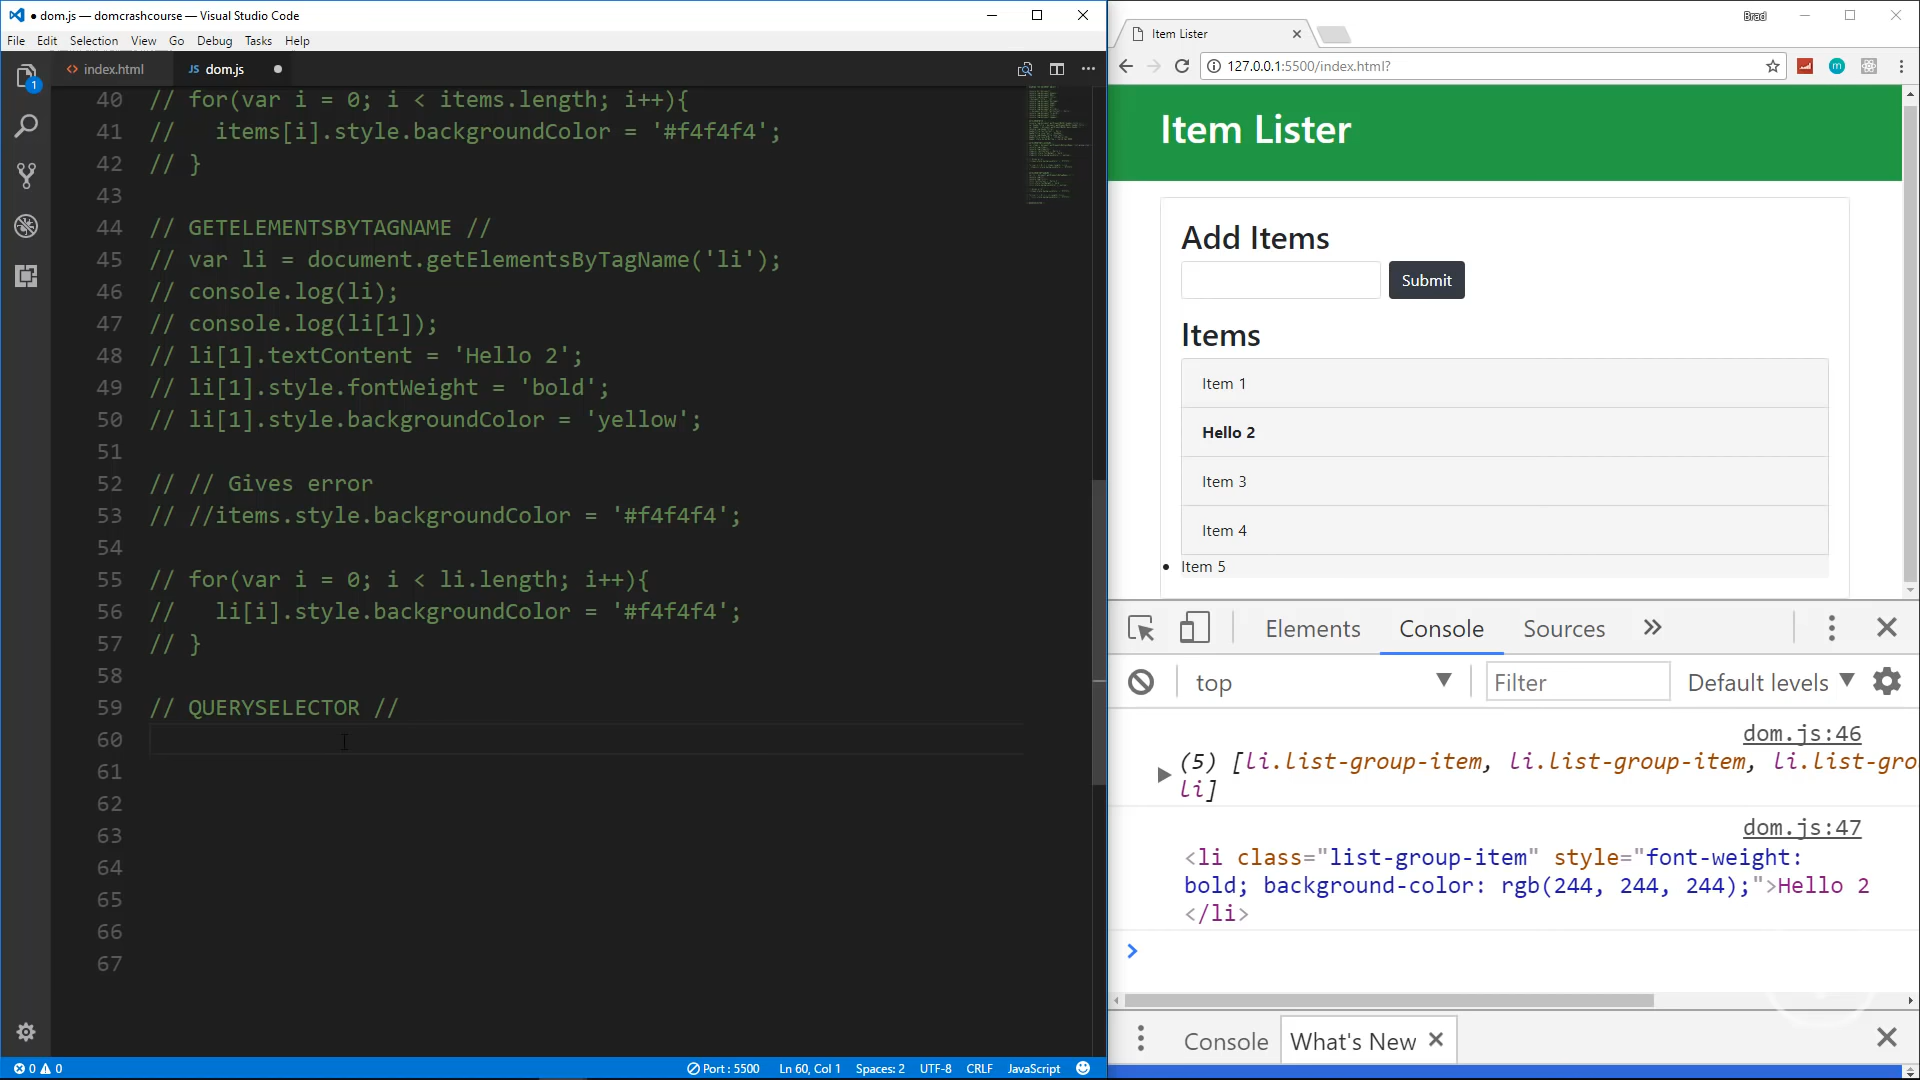 ● dom.js — domcrashcourse — Visual Studio Code
File Edit Selection View Go Debug Tasks Help
1
<> index.html
JS dom.js ●
40 // for(var i = 0; i < items.length; i++){
41 //   items[i].style.backgroundColor = '#f4f4f4';
42 // }
43
44 // GETELEMENTSBYTAGNAME //
45 // var li = document.getElementsByTagName('li');
46 // console.log(li);
47 // console.log(li[1]);
48 // li[1].textContent = 'Hello 2';
49 // li[1].style.fontWeight = 'bold';
50 // li[1].style.backgroundColor = 'yellow';
51
52 // // Gives error
53 // //items.style.backgroundColor = '#f4f4f4';
54
55 // for(var i = 0; i < li.length; i++){
56 //   li[i].style.backgroundColor = '#f4f4f4';
57 // }
58
59 // QUERYSELECTOR //
60
61
62
63
64
65
66
67
0 0 Port : 5500 Ln 60, Col 1 Spaces: 2 UTF-8 CRLF JavaScript
Brad
Item Lister
127.0.0.1:5500/index.html?
m
Item Lister
Add Items
Submit
Items
Item 1
Hello 2
Item 3
Item 4
• Item 5
Elements Console Sources »
top Filter Default levels
dom.js:46
(5) [li.list-group-item, li.list-group-item, li.list-gro
li]
dom.js:47
<li class="list-group-item" style="font-weight:
bold; background-color: rgb(244, 244, 244);">Hello 2
</li>
>
Console What's New